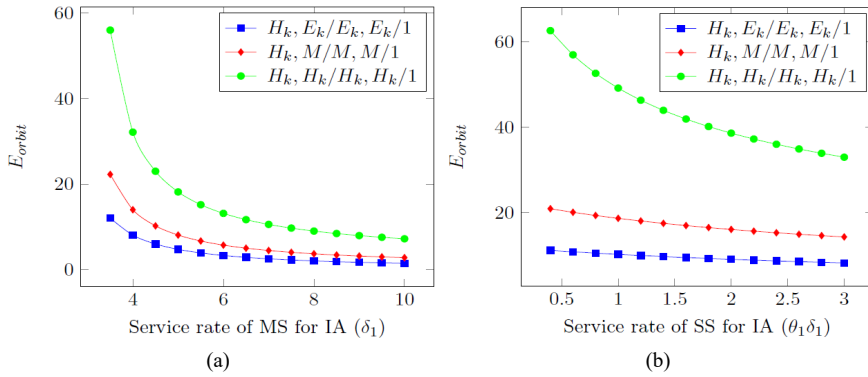 H_k, E_k/E_k, E_k/1
H_k, M/M, M/1
H_k, H_k/H_k, H_k/1
60
40
20
0
E_orbit
4
6
8
10
Service rate of MS for IA (δ_1)
(a)
H_k, E_k/E_k, E_k/1
H_k, M/M, M/1
H_k, H_k/H_k, H_k/1
60
40
20
E_orbit
0.5
1
1.5
2
2.5
3
Service rate of SS for IA (θ_1δ_1)
(b)